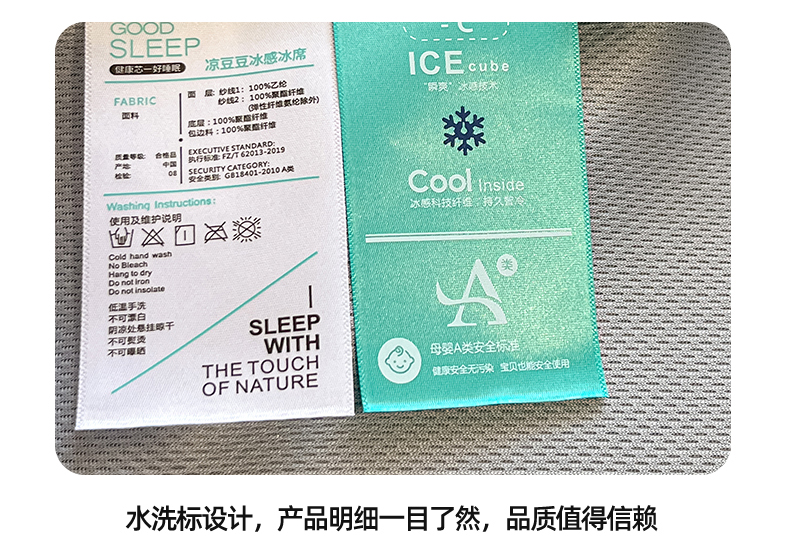 GOOD
SLEEP
健康芯一好睡眠
凉豆豆冰感冰席
FABRIC
面料
面 层: 纱线1: 100%乙纶
纱线2: 100%聚酯纤维
(弹性纤维氨纶除外)
底层: 100%聚酯纤维
包边料: 100%聚酯纤维
质量等级: 合格品
产地: 中国
检验: 08
EXECUTIVE STANDARD:
执行标准: FZ/T 62013-2019
SECURITY CATEGORY:
安全类别: GB18401-2010 A类
Washing Instructions:
使用及维护说明
Cold hand wash
No Bleach
Hang to dry
Do not iron
Do not insolate
低温手洗
不可漂白
阴凉处悬挂晾干
不可熨烫
不可曝晒
SLEEP
WITH
THE TOUCH
OF NATURE
-℃
ICE cube
"瞬爽"冰感技术
Cool Inside
冰感科技纤维 持久智冷
A类
母婴A类安全标准
健康安全无污染 宝贝也能安全使用
水洗标设计，产品明细一目了然，品质值得信赖